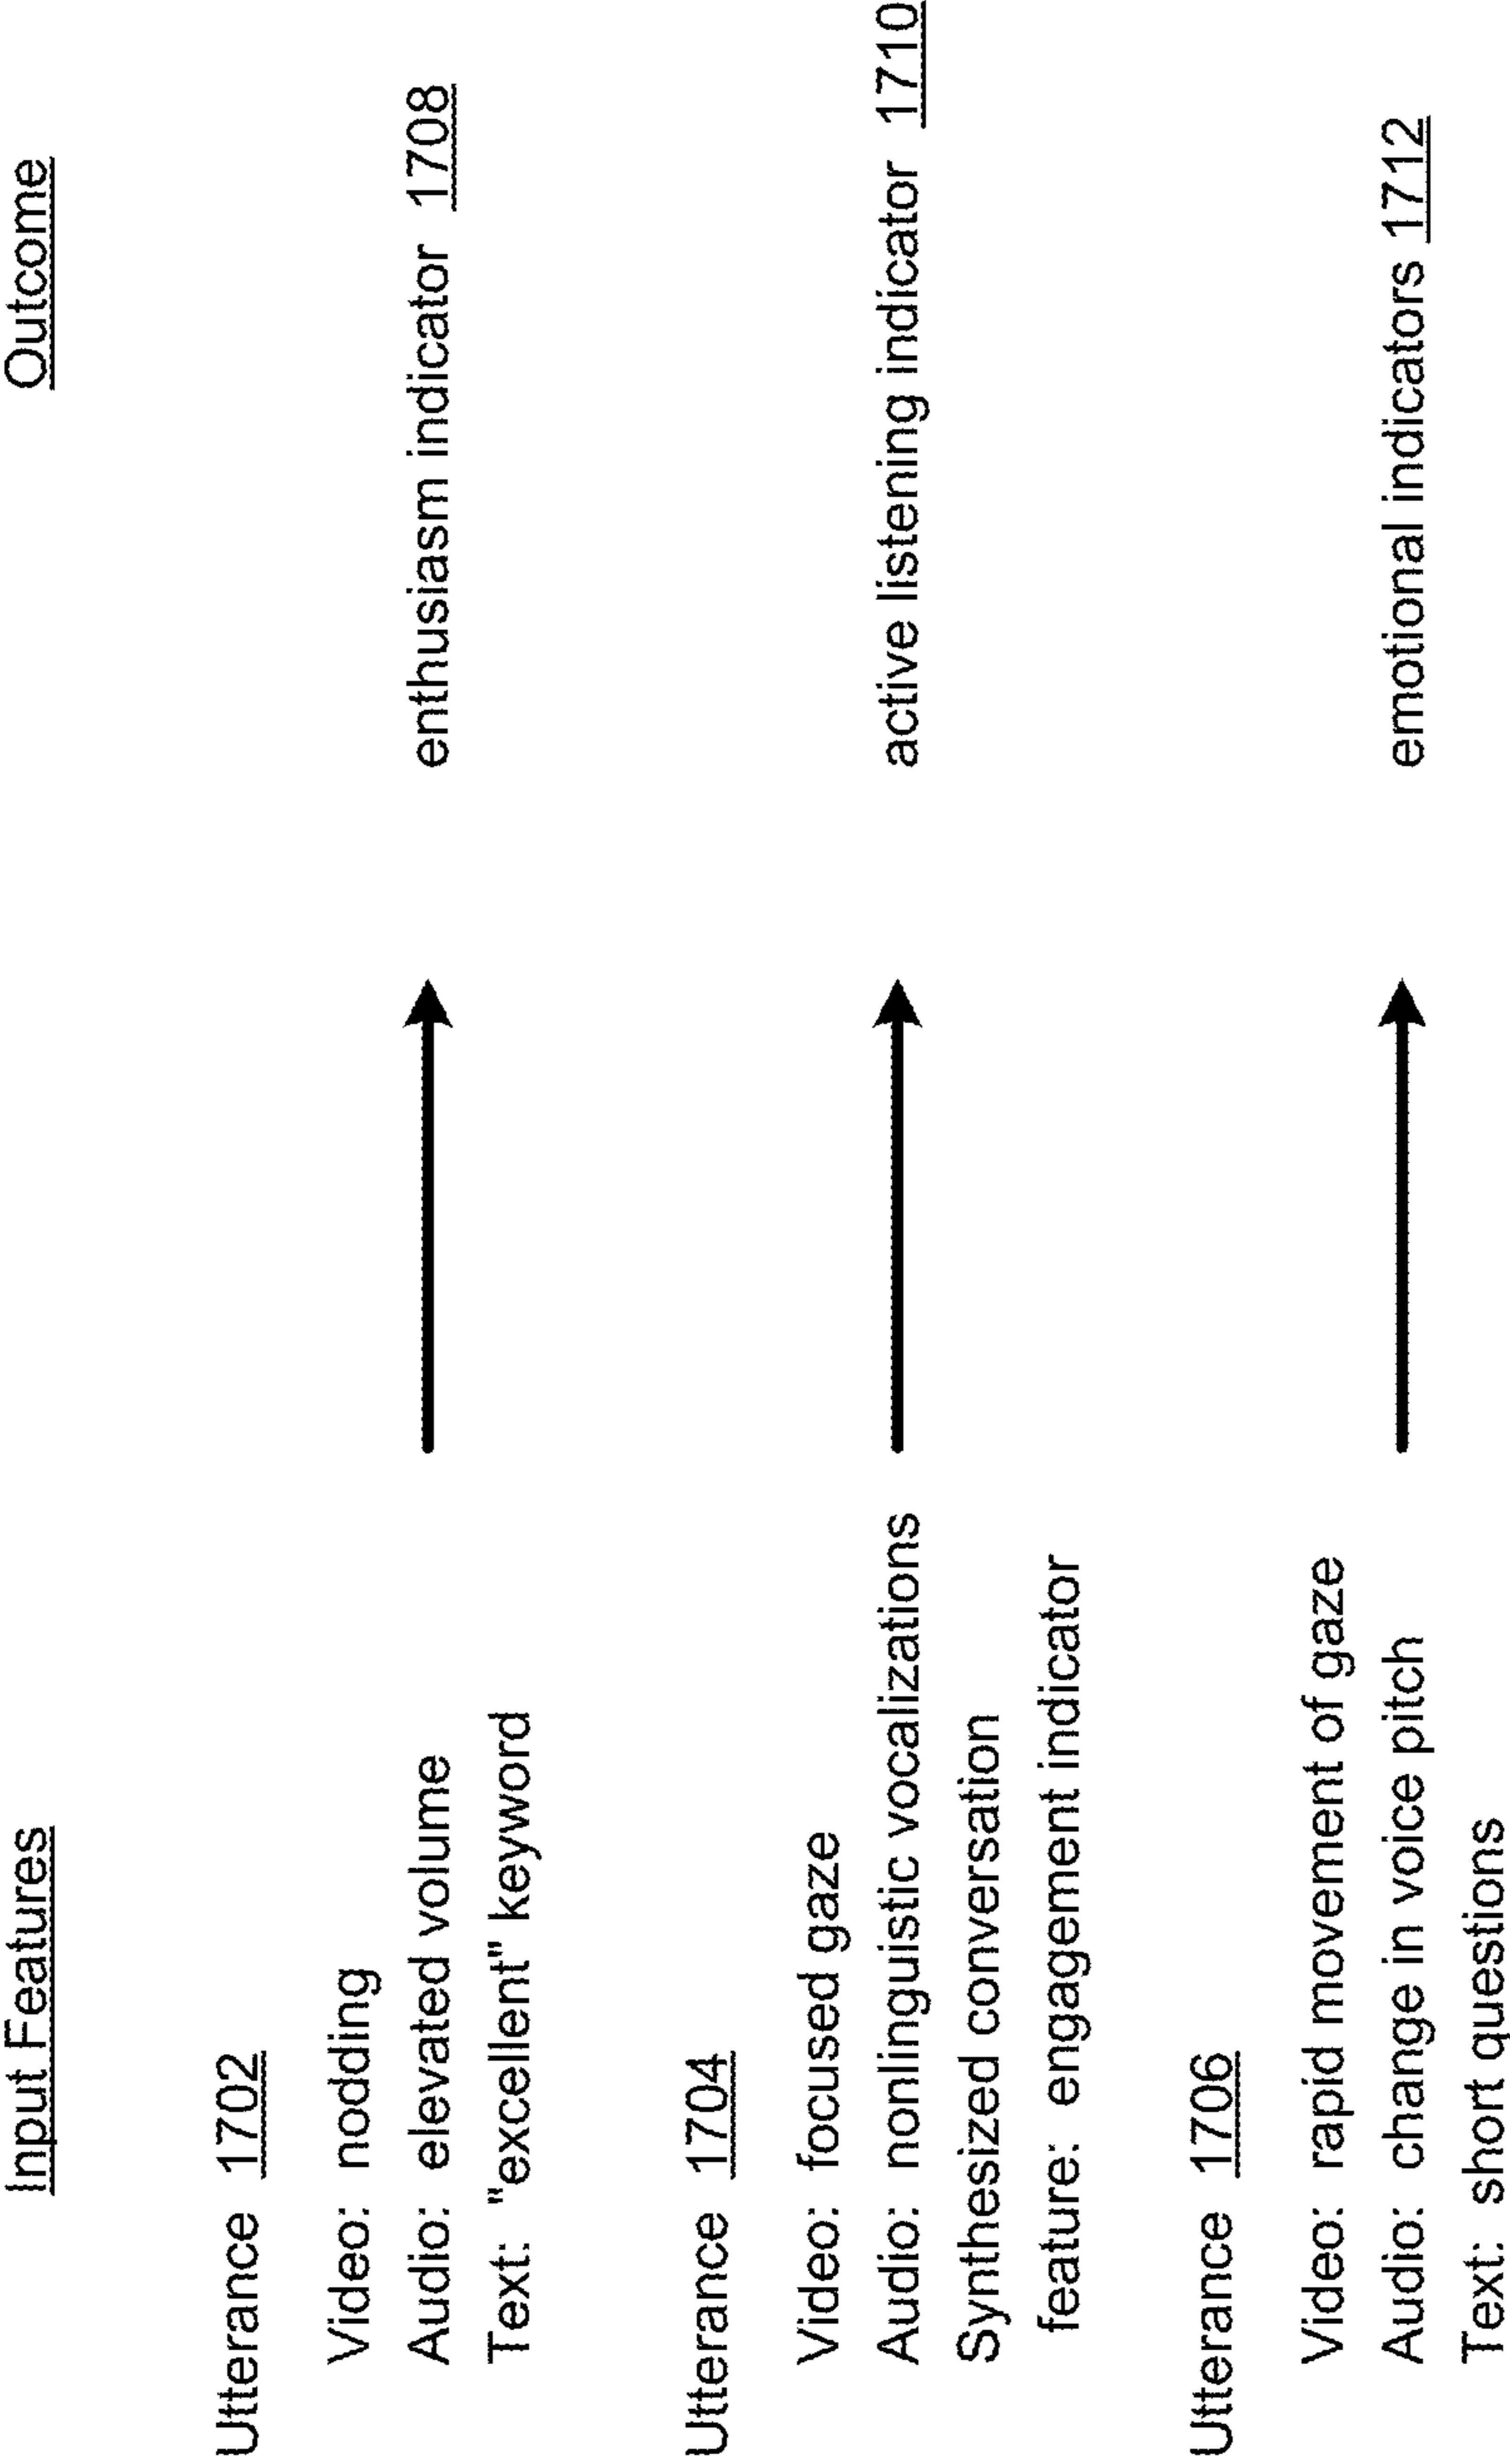 Input Features
Outcome
Utterance 1702
Video: nodding
Audio: elevated volume
Text: "excellent" keyword
enthusiasm indicator 1708
Utterance 1704
Video: focused gaze
Audio: nonlinguistic vocalizations
Synthesized conversation
feature: engagement indicator
active listening indicator 1710
Utterance 1706
Video: rapid movement of gaze
Audio: change in voice pitch
Text: short questions
emotional indicators 1712